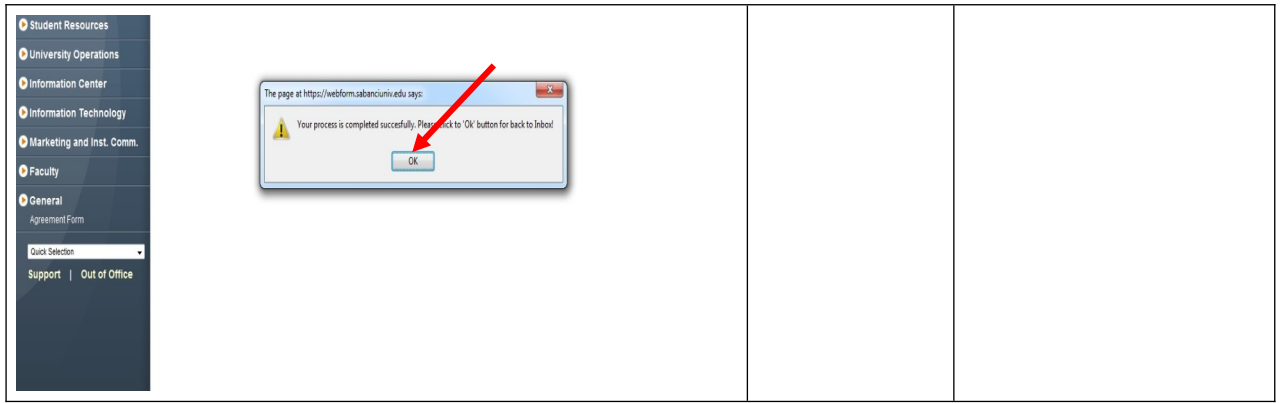 Student Resources
University Operations
Information Center
Information Technology
Marketing and Inst. Comm.
Faculty
General
Agreement Form
Quick Selection
Support | Out of Office
The page at https://webform.sabanciuniv.edu says:
Your process is completed succesfully. Please click to 'Ok' button for back to Inbox!
OK